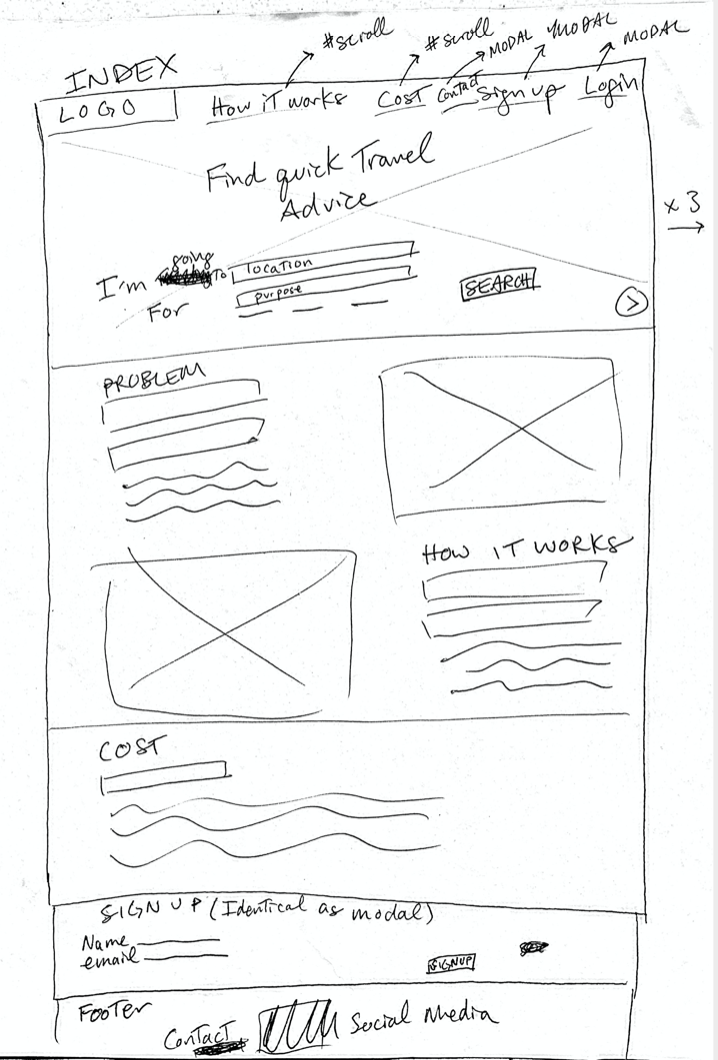 #scroll
#scroll
MODAL
MODAL
MODAL
INDEX
LOGO
How iT works
COST
Contact
Sign up
Login
Find quick Travel
Advice
x 3
I'm going TO
location
For
purpose
SEARCH
>
PROBLEM
HOW IT WORKS
COST
SIGN UP (Identical as modal)
Name
email
SIGNUP
FOOTER
Contact
Social Media